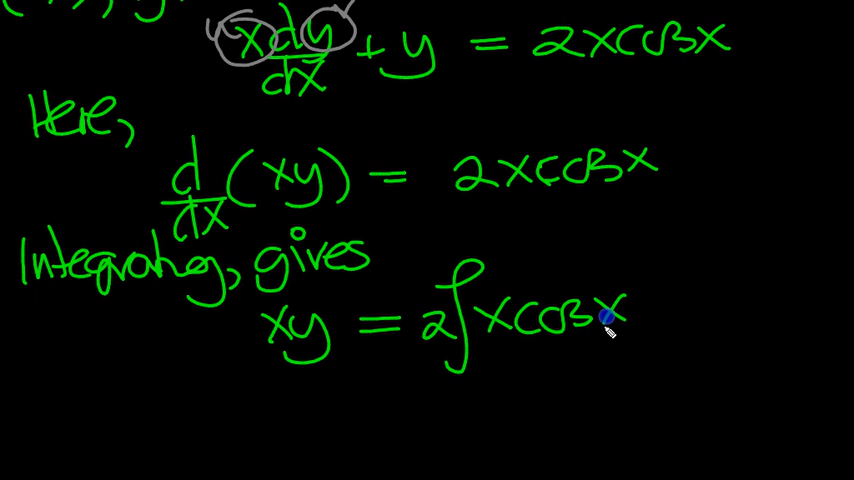 x dy/dx + y = 2xcosx
Here,
d/dx (xy) = 2xcosx
Integrating, gives
xy = 2∫xcosx